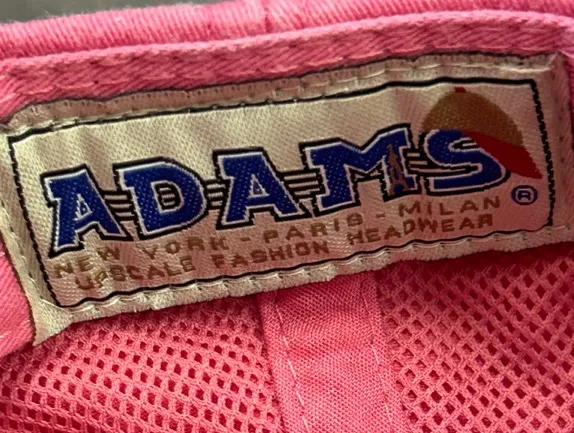 ADAMS ®
NEW YORK - PARIS - MILAN
UPSCALE FASHION HEADWEAR